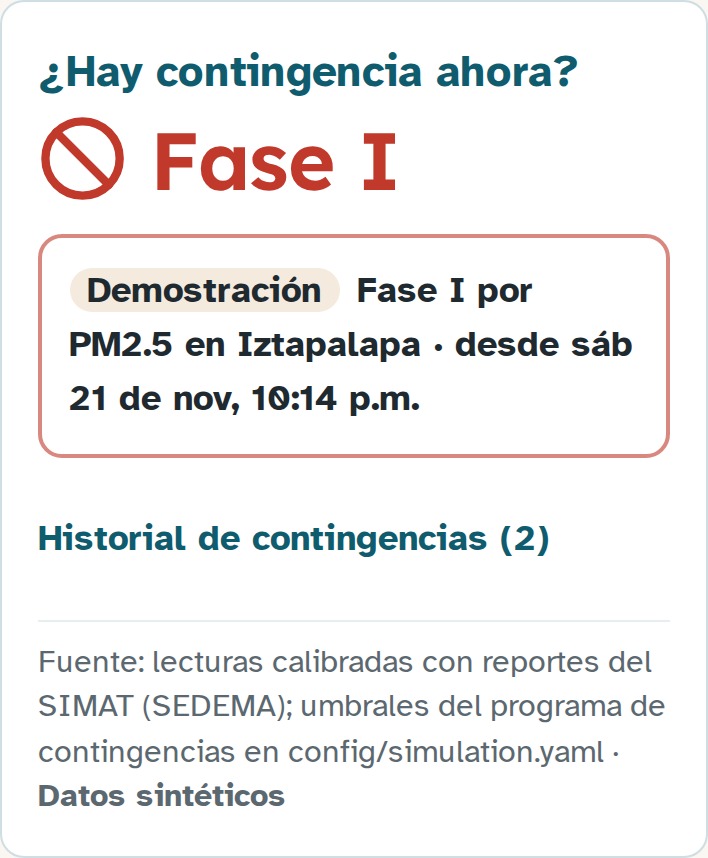 ¿Hay contingencia ahora?
Fase I
Demostración Fase I por
PM2.5 en Iztapalapa · desde sáb
21 de nov, 10:14 p.m.
Historial de contingencias (2)
Fuente: lecturas calibradas con reportes del
SIMAT (SEDEMA); umbrales del programa de
contingencias en config/simulation.yaml ·
Datos sintéticos